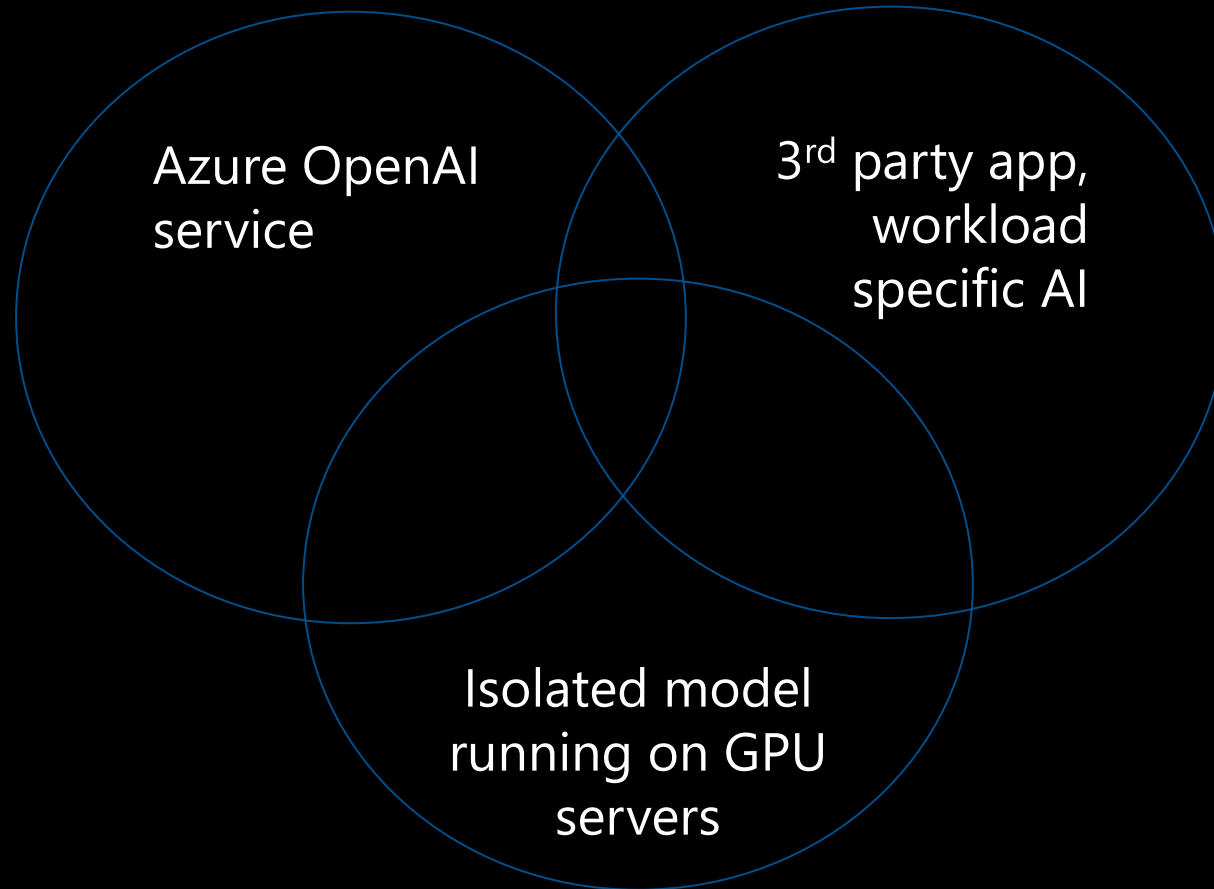 Azure OpenAI
service
3rd party app,
workload
specific AI
Isolated model
running on GPU
servers